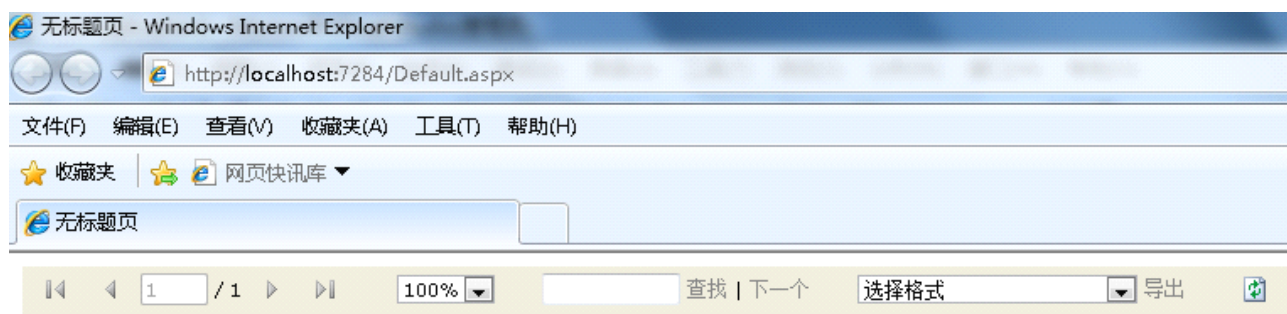 无标题页 - Windows Internet Explorer
http://localhost:7284/Default.aspx
文件(F) 编辑(E) 查看(V) 收藏夹(A) 工具(T) 帮助(H)
收藏夹 网页快讯库
无标题页
1 / 1 100% 查找 | 下一个 选择格式 导出